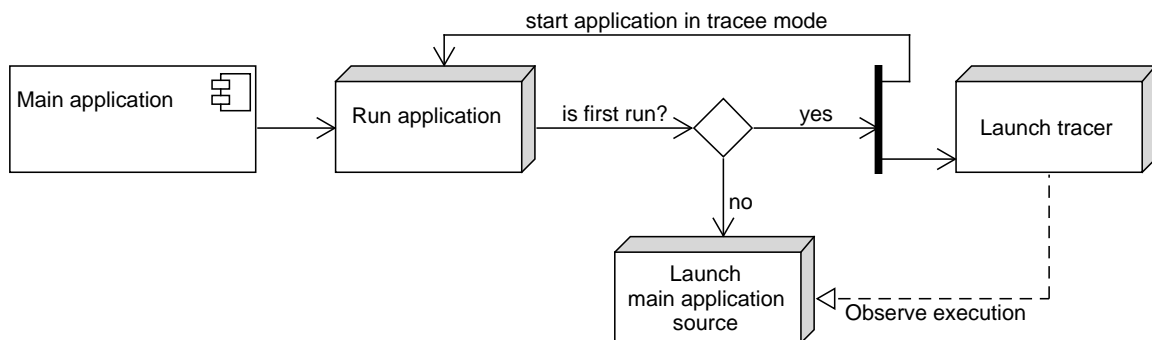 start application in tracee mode
Main application
Run application
is first run?
yes
Launch tracer
no
Launch
main application
source
Observe execution